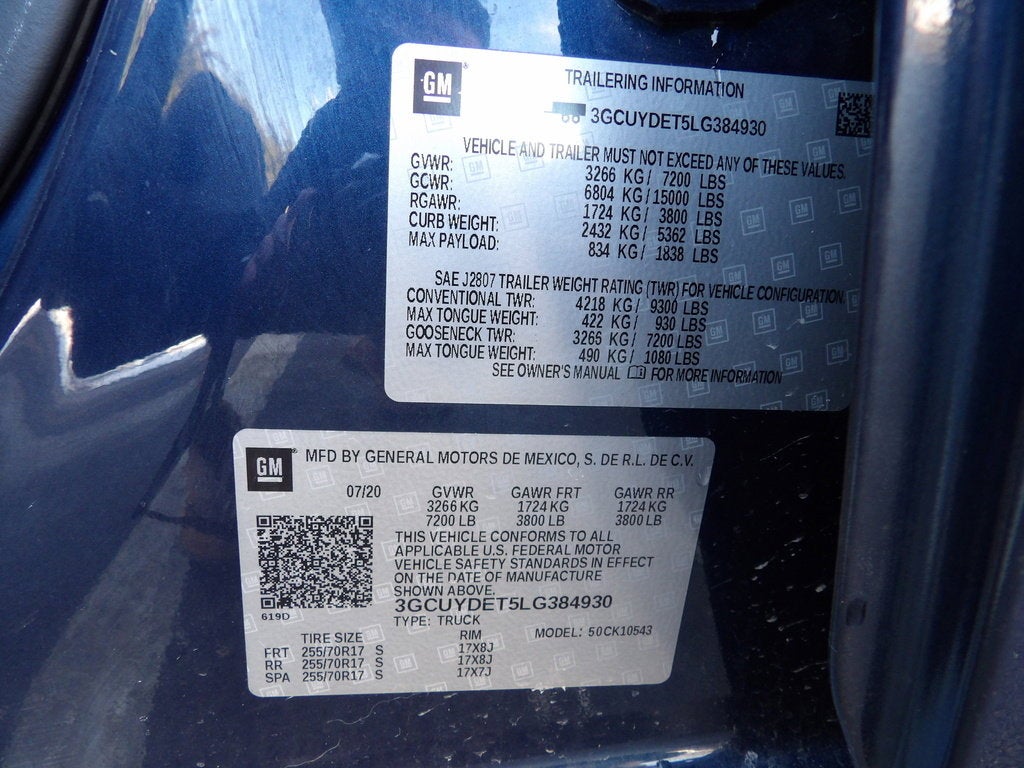 GM
TRAILERING INFORMATION
3GCUYDET5LG384930
VEHICLE AND TRAILER MUST NOT EXCEED ANY OF THESE VALUES.
GVWR: 3266 KG/ 7200 LBS
GCWR: 6804 KG/15000 LBS
RGAWR: 1724 KG/ 3800 LBS
CURB WEIGHT: 2432 KG/ 5362 LBS
MAX PAYLOAD: 834 KG/ 1838 LBS
SAE J2807 TRAILER WEIGHT RATING (TWR) FOR VEHICLE CONFIGURATION.
CONVENTIONAL TWR: 4218 KG/ 9300 LBS
MAX TONGUE WEIGHT: 422 KG/ 930 LBS
GOOSENECK TWR: 3265 KG/ 7200 LBS
MAX TONGUE WEIGHT: 490 KG/ 1080 LBS
SEE OWNER'S MANUAL FOR MORE INFORMATION
GM
MFD BY GENERAL MOTORS DE MEXICO, S. DE R.L. DE C.V.
07/20 GVWR GAWR FRT GAWR RR
3266 KG 1724 KG 1724 KG
7200 LB 3800 LB 3800 LB
THIS VEHICLE CONFORMS TO ALL
APPLICABLE U.S. FEDERAL MOTOR
VEHICLE SAFETY STANDARDS IN EFFECT
ON THE DATE OF MANUFACTURE
SHOWN ABOVE.
3GCUYDET5LG384930
619D
TYPE: TRUCK
MODEL: 50CK10543
TIRE SIZE RIM
FRT 255/70R17 S 17X8J
RR 255/70R17 S 17X8J
SPA 255/70R17 S 17X7J